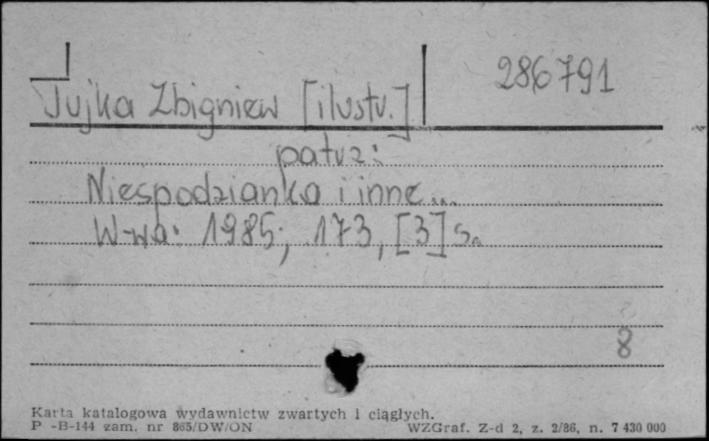 286791
Jujka Zbigniew [ilustr.]
patrz:
Niespodzianka i inne...
W-wa: 1985; 173, [3] s.
8
Karta katalogowa wydawnictw zwartych i ciągłych.
P -B-144 zam. nr 865/DW/ON WZGraf. Z-d 2, z. 2/86, n. 7 430 000